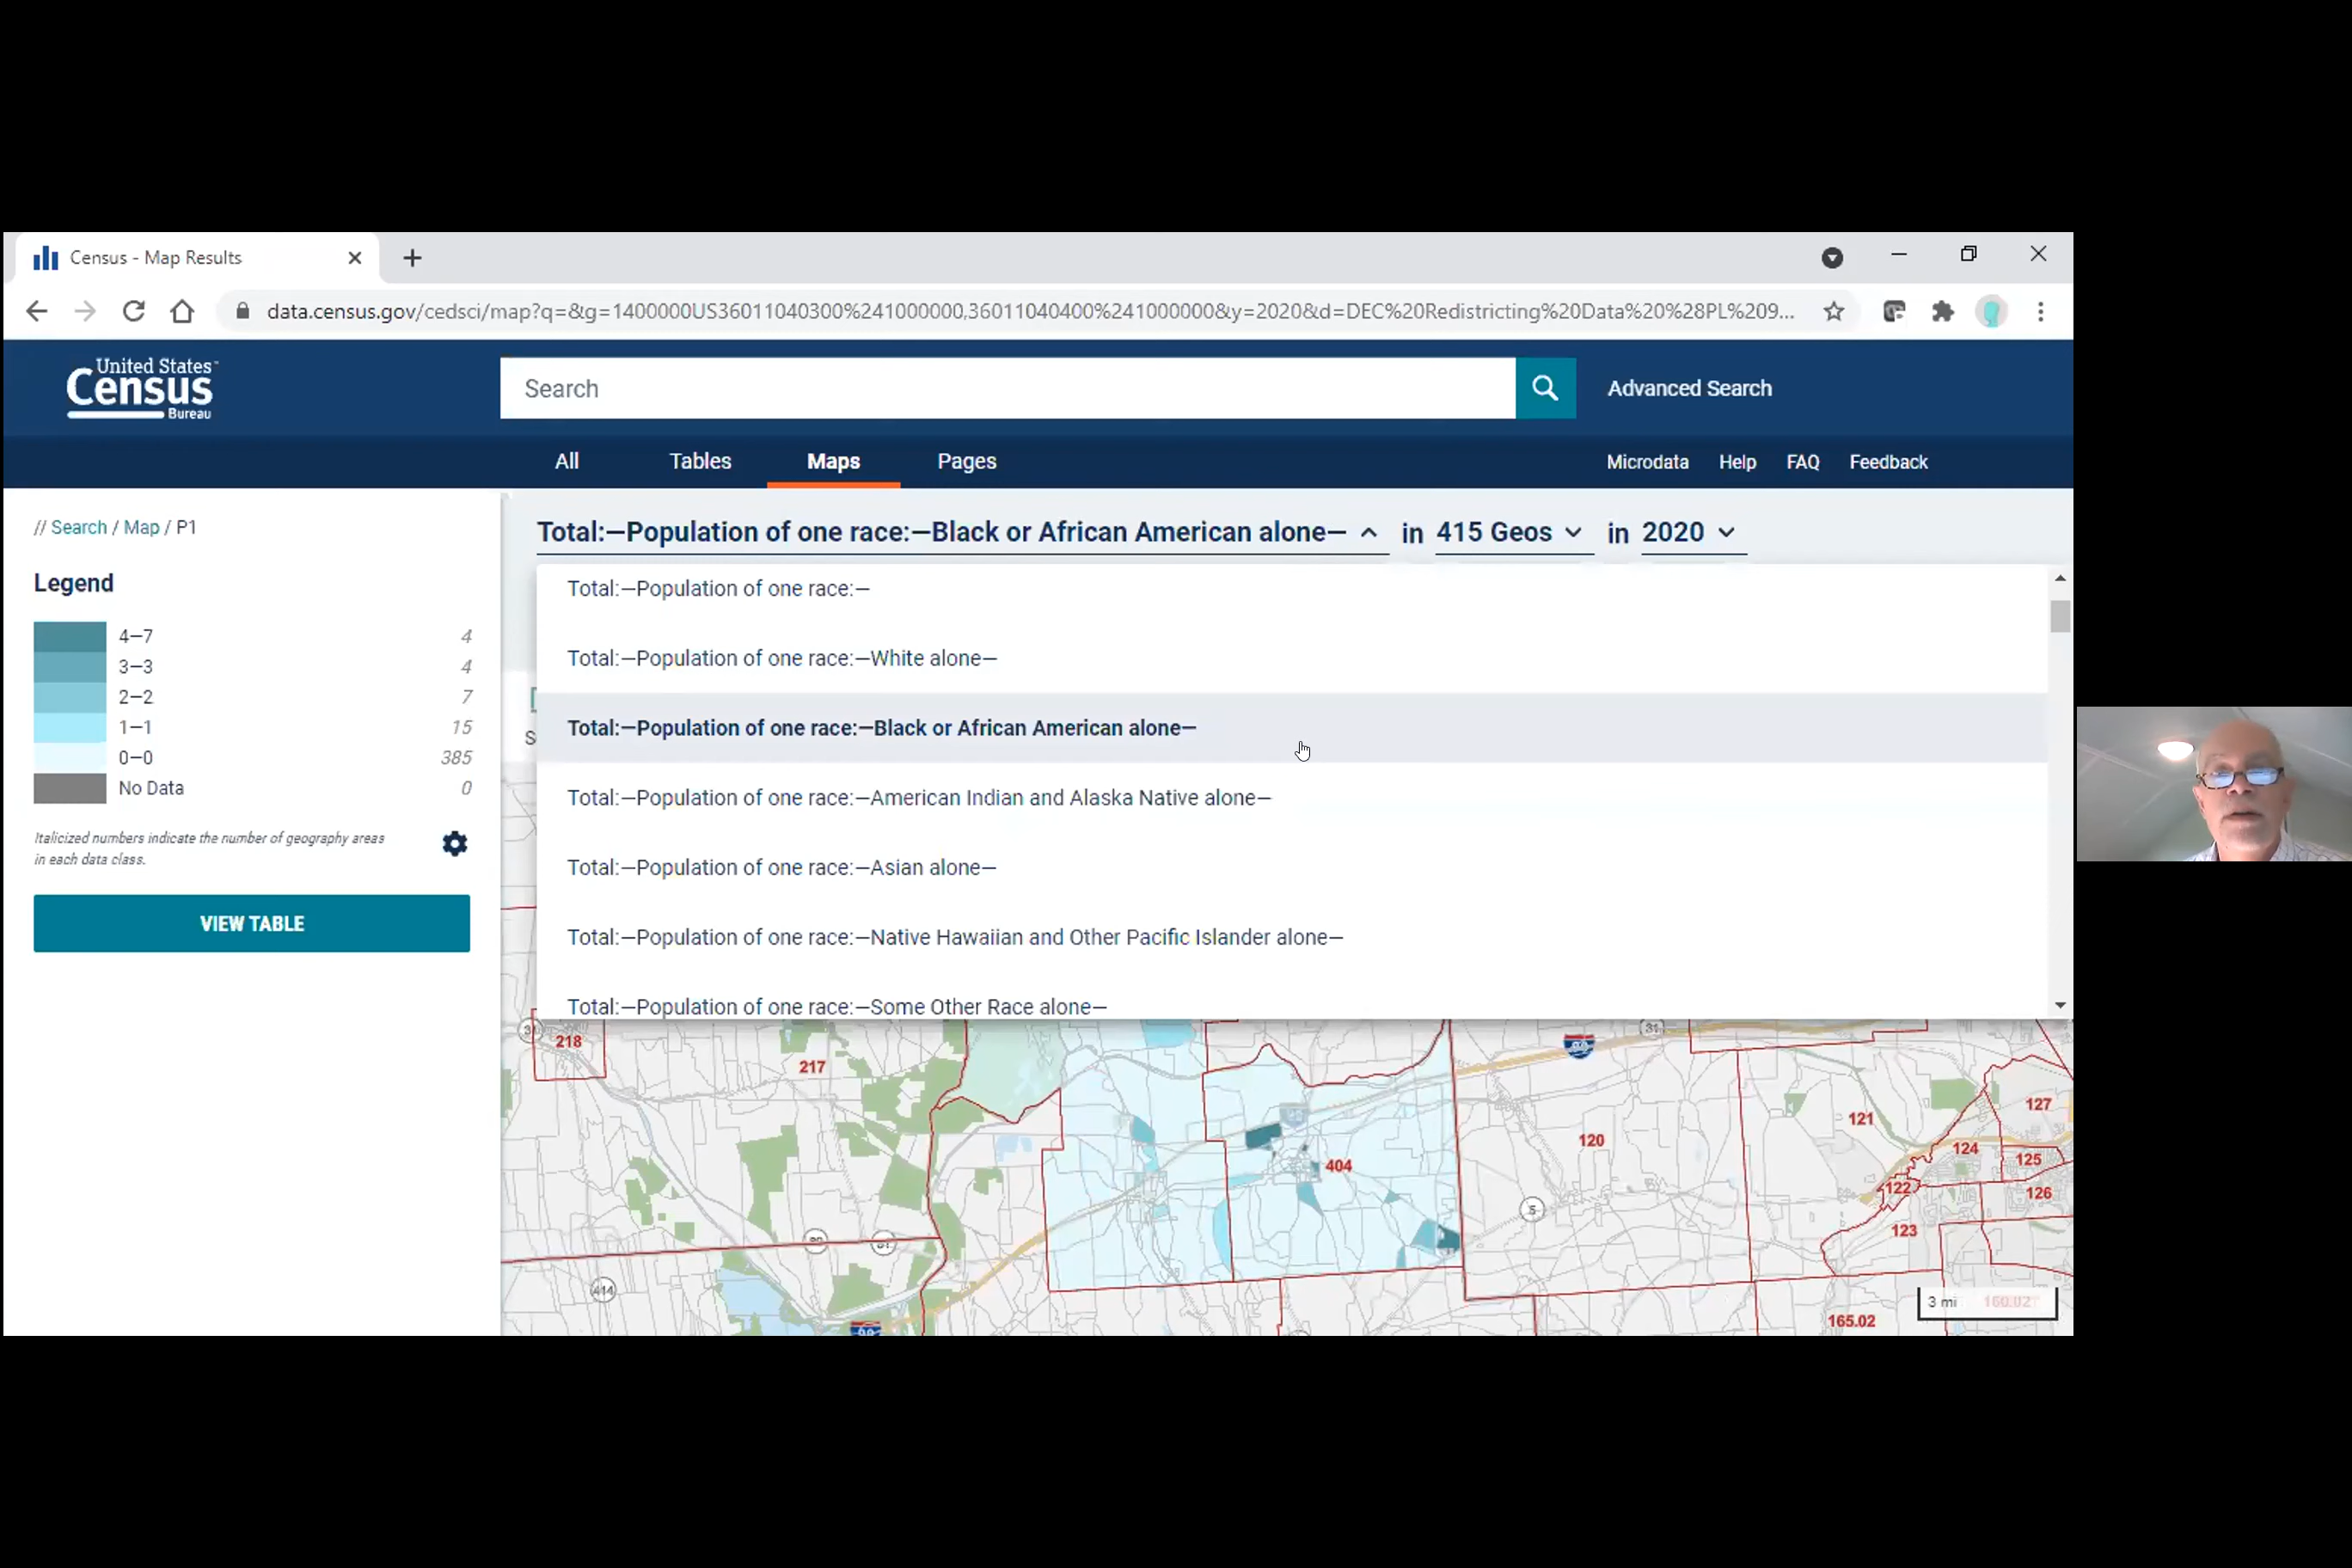 Census - Map Results
data.census.gov/cedsci/map?q=&g=1400000US36011040300%241000000,36011040400%241000000&y=2020&d=DEC%20Redistricting%20Data%20%28PL%209...
United States™
Census
Bureau
Search
Advanced Search
All Tables Maps Pages
Microdata Help FAQ Feedback
// Search / Map / P1
Total:—Population of one race:—Black or African American alone— in 415 Geos in 2020
Legend
4—7 4
3—3 4
2—2 7
1—1 15
0—0 385
No Data 0
Italicized numbers indicate the number of geography areas
in each data class.
VIEW TABLE
Total:—Population of one race:—
Total:—Population of one race:—White alone—
Total:—Population of one race:—Black or African American alone—
Total:—Population of one race:—American Indian and Alaska Native alone—
Total:—Population of one race:—Asian alone—
Total:—Population of one race:—Native Hawaiian and Other Pacific Islander alone—
Total:—Population of one race:—Some Other Race alone—
31
218
217
404
120
5
121
127
124
125
122
126
123
414
3 mi 160.02
165.02